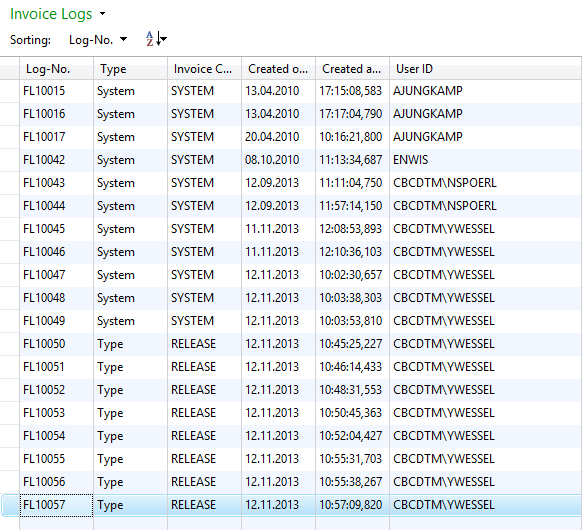 Invoice Logs
Sorting: Log-No.
Log-No. Type Invoice C... Created o... Created a... User ID
FL10015 System SYSTEM 13.04.2010 17:15:08,583 AJUNGKAMP
FL10016 System SYSTEM 13.04.2010 17:17:04,790 AJUNGKAMP
FL10017 System SYSTEM 20.04.2010 10:16:21,800 AJUNGKAMP
FL10042 System SYSTEM 08.10.2010 11:13:34,687 ENWIS
FL10043 System SYSTEM 12.09.2013 11:11:04,750 CBCDTM\NSPOERL
FL10044 System SYSTEM 12.09.2013 11:57:14,150 CBCDTM\NSPOERL
FL10045 System SYSTEM 11.11.2013 12:08:53,893 CBCDTM\YWESSEL
FL10046 System SYSTEM 11.11.2013 12:10:36,103 CBCDTM\YWESSEL
FL10047 System SYSTEM 12.11.2013 10:02:30,657 CBCDTM\YWESSEL
FL10048 System SYSTEM 12.11.2013 10:03:38,303 CBCDTM\YWESSEL
FL10049 System SYSTEM 12.11.2013 10:03:53,810 CBCDTM\YWESSEL
FL10050 Type RELEASE 12.11.2013 10:45:25,227 CBCDTM\YWESSEL
FL10051 Type RELEASE 12.11.2013 10:46:14,433 CBCDTM\YWESSEL
FL10052 Type RELEASE 12.11.2013 10:48:31,553 CBCDTM\YWESSEL
FL10053 Type RELEASE 12.11.2013 10:50:45,363 CBCDTM\YWESSEL
FL10054 Type RELEASE 12.11.2013 10:52:04,427 CBCDTM\YWESSEL
FL10055 Type RELEASE 12.11.2013 10:55:31,703 CBCDTM\YWESSEL
FL10056 Type RELEASE 12.11.2013 10:55:38,267 CBCDTM\YWESSEL
FL10057 Type RELEASE 12.11.2013 10:57:09,820 CBCDTM\YWESSEL